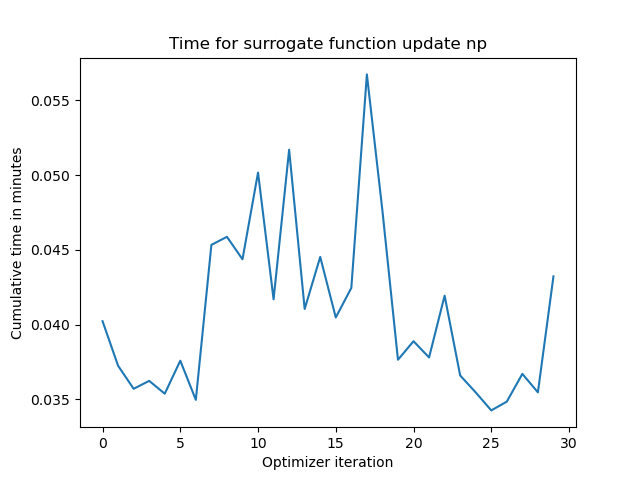 Time for surrogate function update np
Cumulative time in minutes
0.055
0.050
0.045
0.040
0.035
0 5 10 15 20 25 30
Optimizer iteration